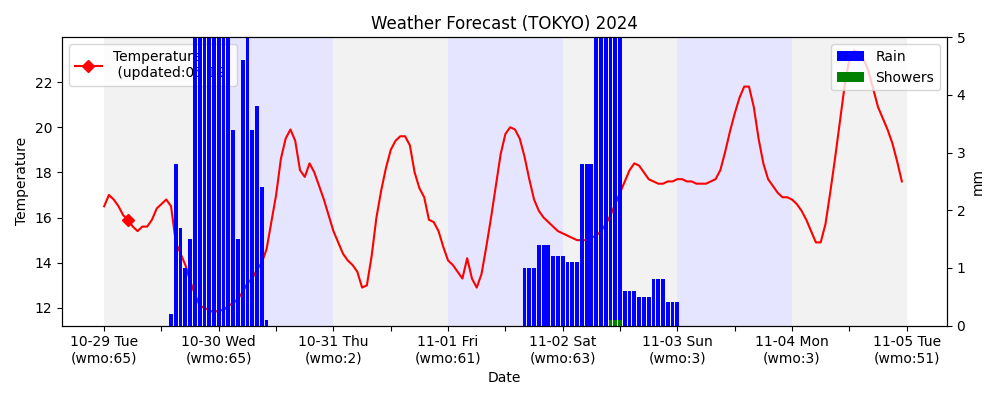 Weather Forecast (TOKYO) 2024
Temperature
(updated:
Rain
Showers
Temperature
22
20
18
16
14
12
5
4
3
2
1
0
mm
10-29 Tue
(wmo:65)
10-30 Wed
(wmo:65)
10-31 Thu
(wmo:2)
11-01 Fri
(wmo:61)
11-02 Sat
(wmo:63)
11-03 Sun
(wmo:3)
11-04 Mon
(wmo:3)
11-05 Tue
(wmo:51)
Date